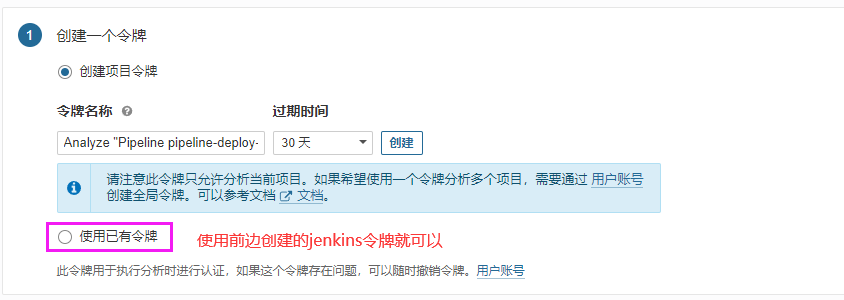 1 创建一个令牌
创建项目令牌
令牌名称 ? 过期时间
Analyze "Pipeline pipeline-deploy- 30 天 创建
请注意此令牌只允许分析当前项目。如果希望使用一个令牌分析多个项目，需要通过 用户账号
创建全局令牌。可以参考文档 文档。
使用已有令牌 使用前边创建的jenkins令牌就可以
此令牌用于执行分析时进行认证，如果这个令牌存在问题，可以随时撤销令牌。用户账号